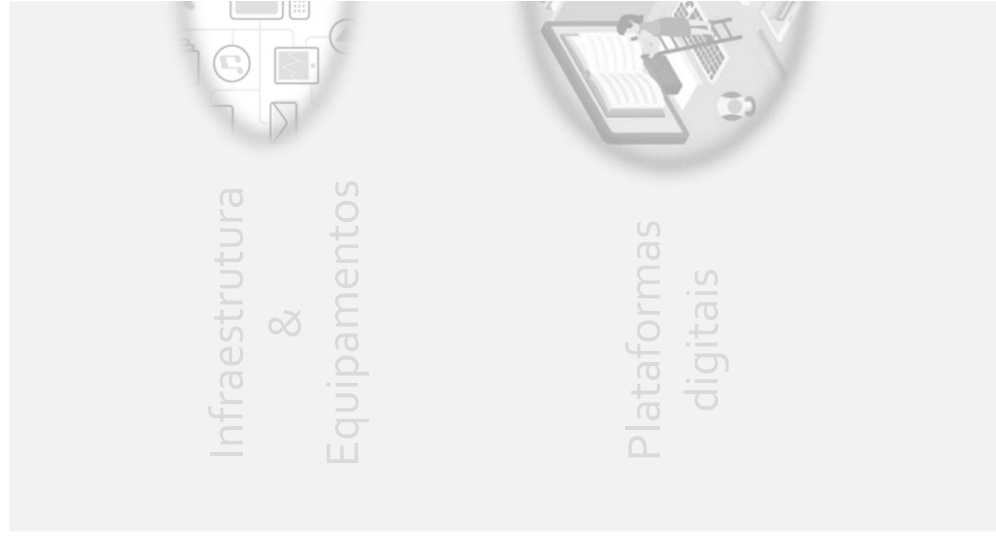 Infraestrutura
&
Equipamentos
Plataformas
digitais